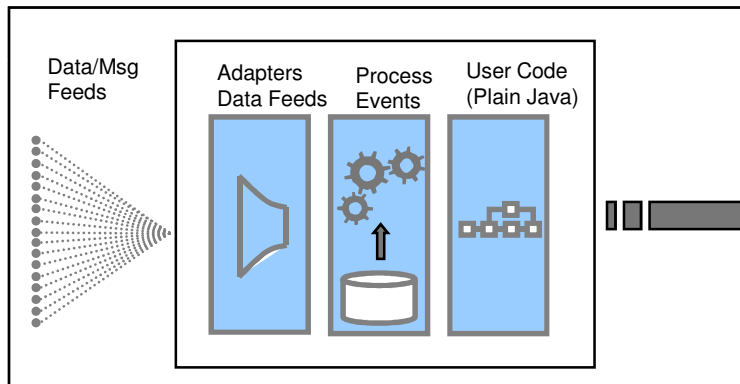 Data/Msg
Feeds
Adapters
Data Feeds
Process
Events
User Code
(Plain Java)